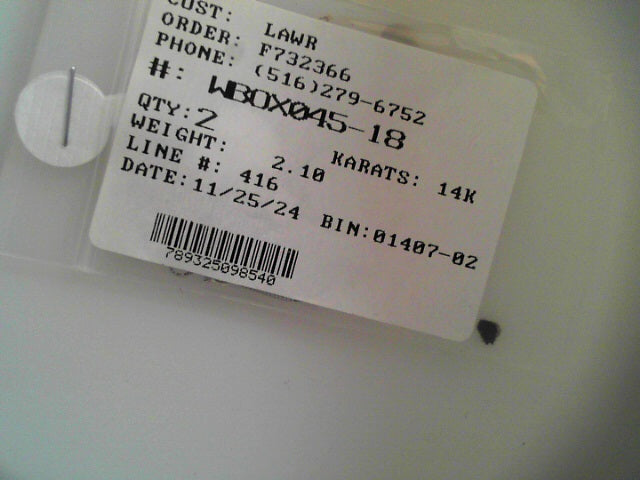 CUST: LAWR
ORDER: F732366
PHONE: (516)279-6752
#: WBOX045-18
QTY: 2 KARATS: 14K
WEIGHT: 2.10
LINE #: 416
DATE: 11/25/24 BIN:01407-02
789325098540